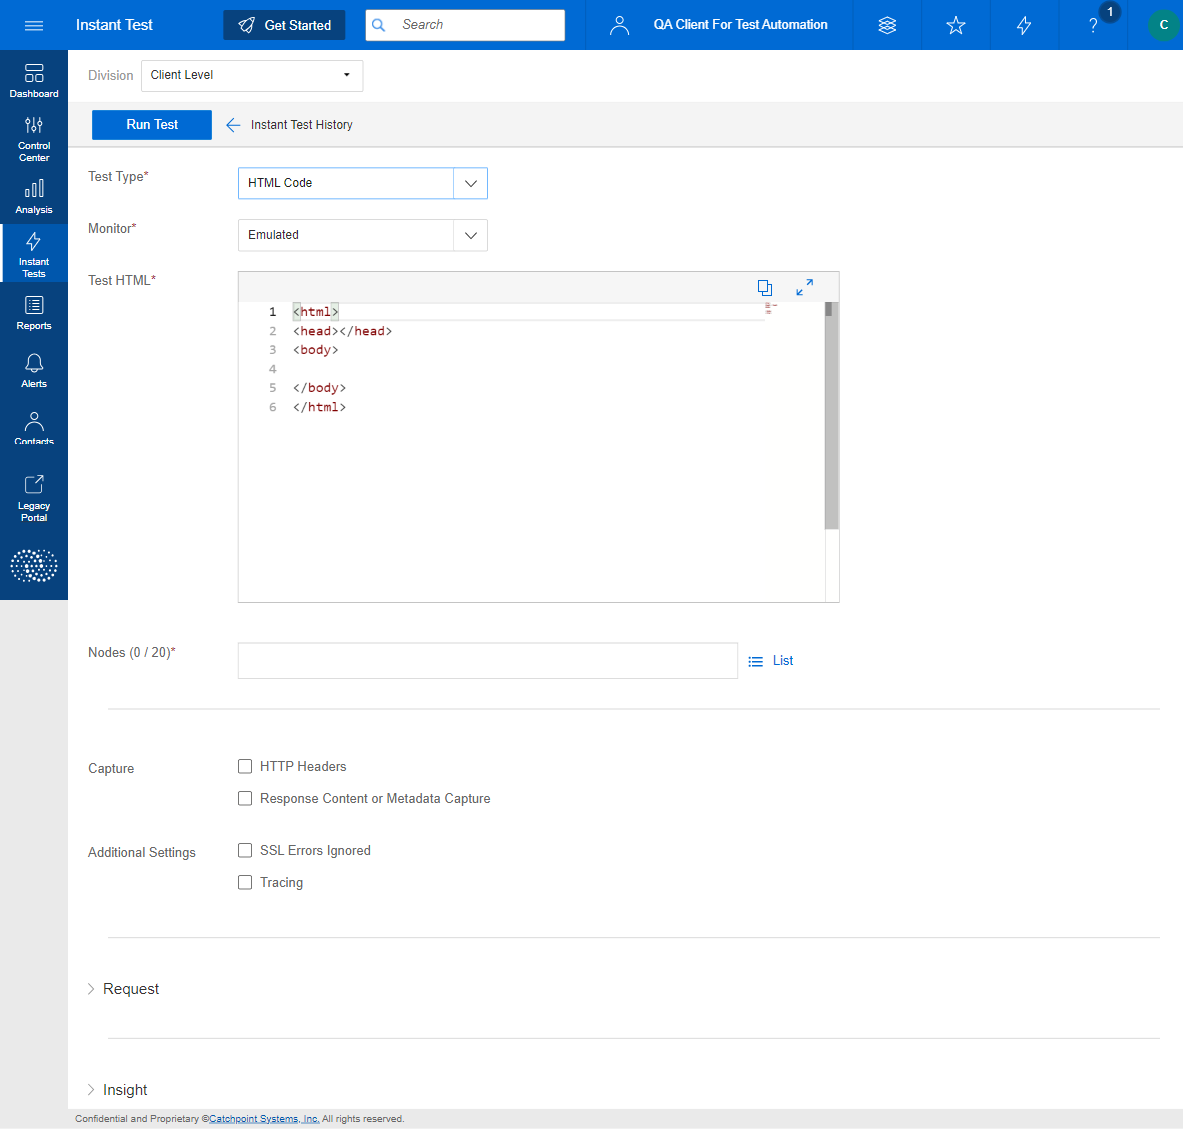 Instant Test
Get Started
Search
QA Client For Test Automation
?
1
C
Dashboard
Control
Center
Analysis
Instant
Tests
Reports
Alerts
Contacts
Legacy
Portal
Division
Client Level
Run Test
Instant Test History
Test Type*
HTML Code
Monitor*
Emulated
Test HTML*
1 <html>
2 <head></head>
3 <body>
4
5 </body>
6 </html>
Nodes (0 / 20)*
List
Capture
HTTP Headers
Response Content or Metadata Capture
Additional Settings
SSL Errors Ignored
Tracing
Request
Insight
Confidential and Proprietary ©Catchpoint Systems, Inc. All rights reserved.